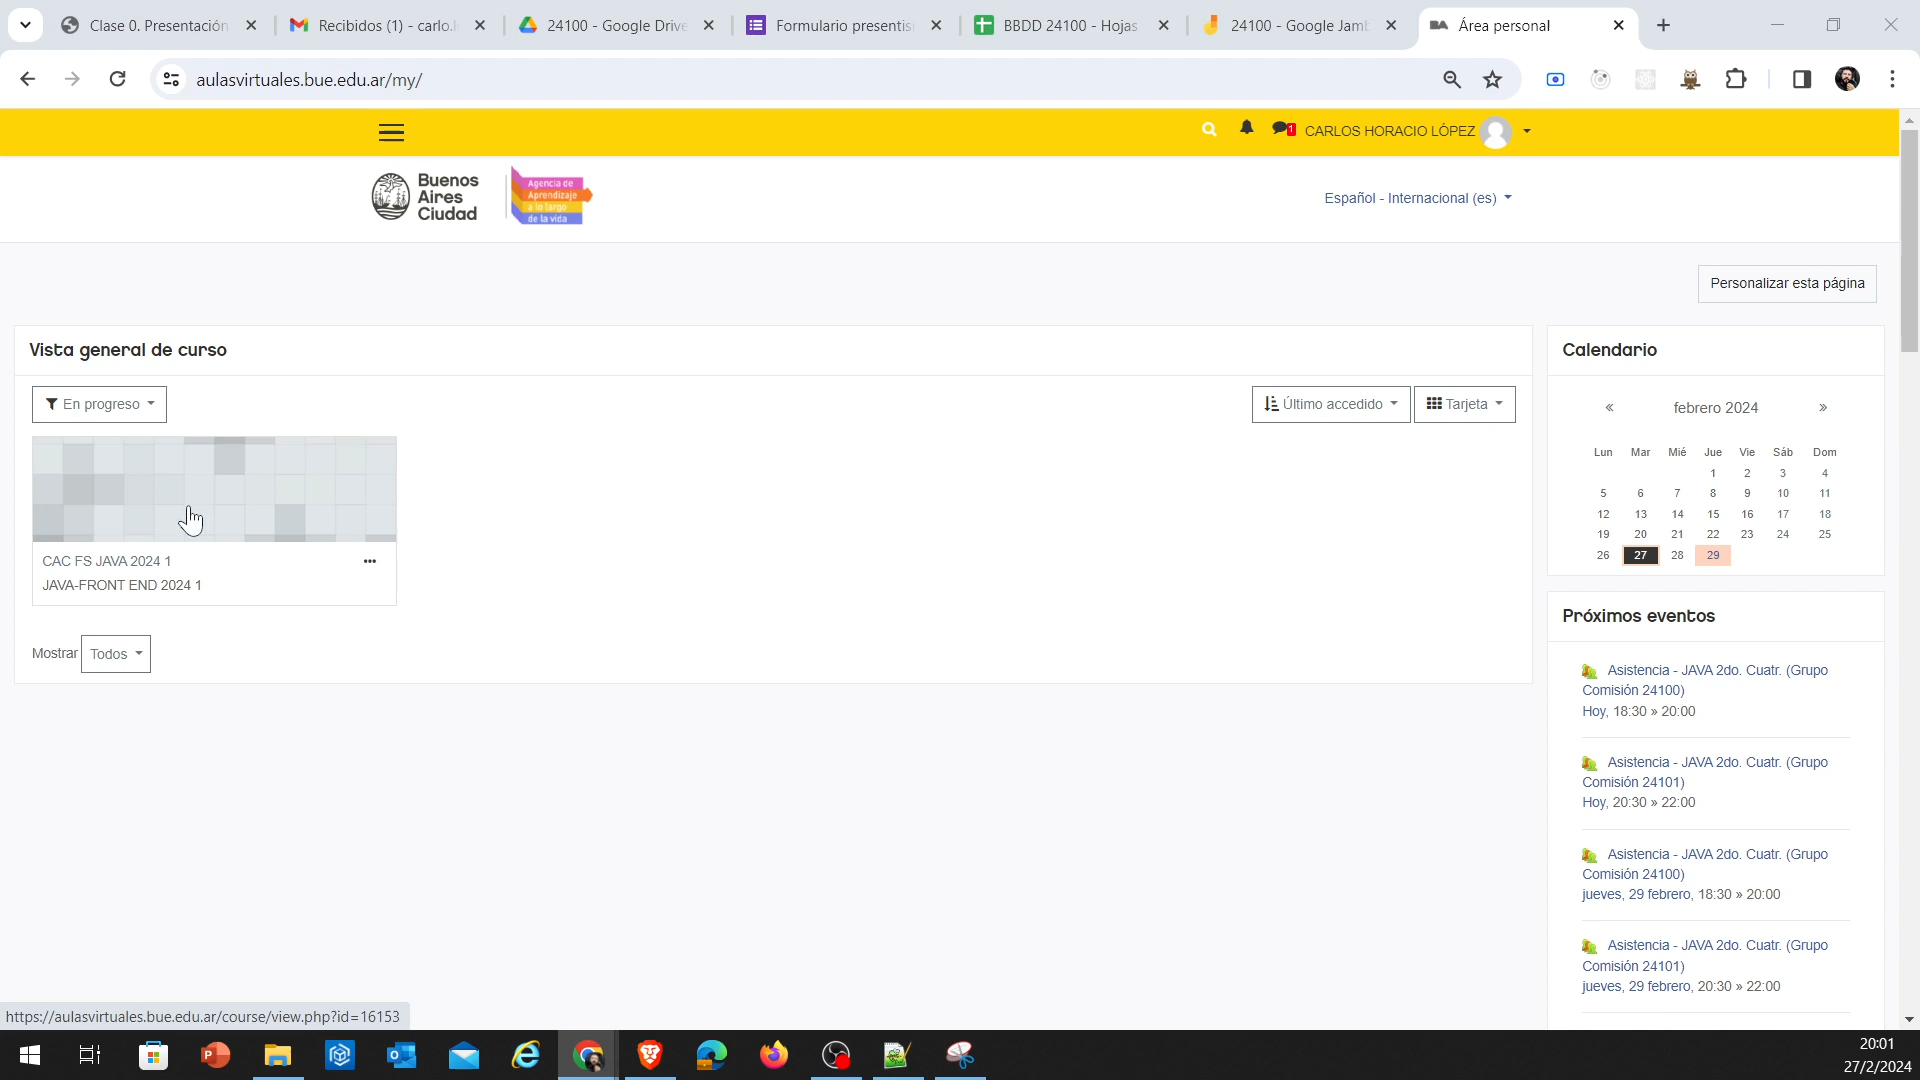 Clase 0. Presentación
Recibidos (1) - carlo.l
24100 - Google Drive
Formulario presentis
BBDD 24100 - Hojas
24100 - Google Jamb
Área personal
aulasvirtuales.bue.edu.ar/my/
1
CARLOS HORACIO LÓPEZ
Buenos
Aires
Ciudad
Agencia de
Aprendizaje
a lo largo
de la vida
Español - Internacional (es)
Personalizar esta página
Vista general de curso
Calendario
En progreso
Último accedido
Tarjeta
« febrero 2024 »
Lun Mar Mié Jue Vie Sáb Dom
1 2 3 4
5 6 7 8 9 10 11
12 13 14 15 16 17 18
19 20 21 22 23 24 25
26 27 28 29
CAC FS JAVA 2024 1
JAVA-FRONT END 2024 1
Mostrar Todos
Próximos eventos
Asistencia - JAVA 2do. Cuatr. (Grupo
Comisión 24100)
Hoy, 18:30 » 20:00
Asistencia - JAVA 2do. Cuatr. (Grupo
Comisión 24101)
Hoy, 20:30 » 22:00
Asistencia - JAVA 2do. Cuatr. (Grupo
Comisión 24100)
jueves, 29 febrero, 18:30 » 20:00
Asistencia - JAVA 2do. Cuatr. (Grupo
Comisión 24101)
jueves, 29 febrero, 20:30 » 22:00
https://aulasvirtuales.bue.edu.ar/course/view.php?id=16153
20:01
27/2/2024